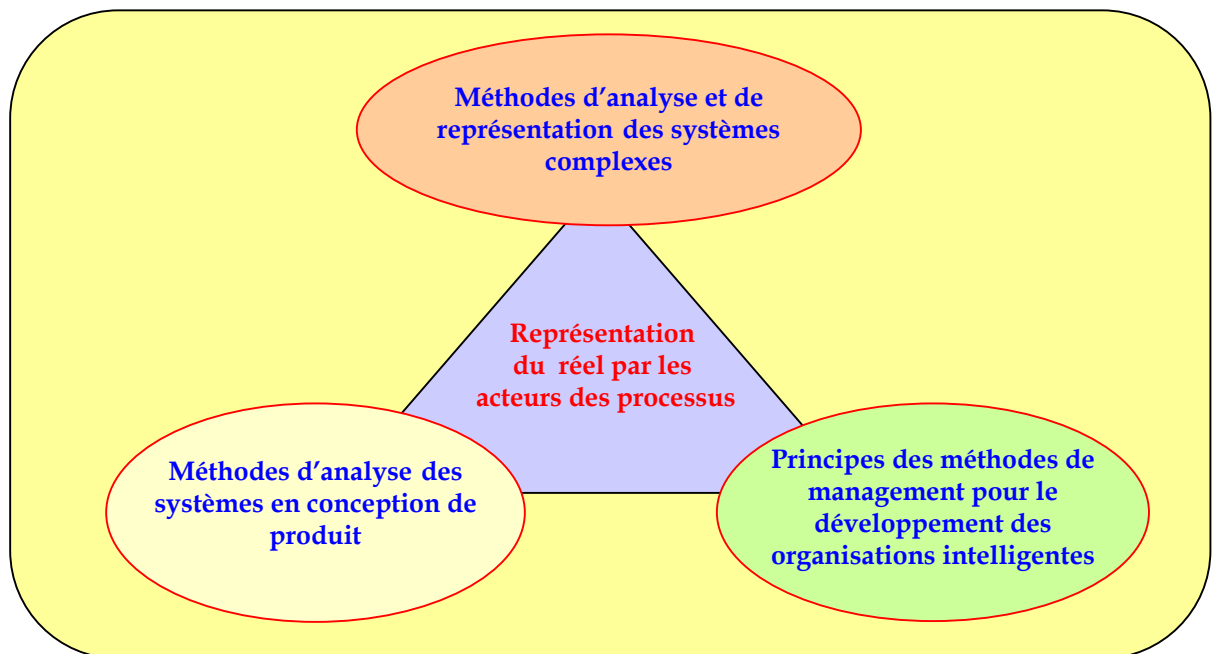 Méthodes d’analyse et de
représentation des systèmes
complexes
Représentation
du réel par les
acteurs des processus
Méthodes d’analyse des
systèmes en conception de
produit
Principes des méthodes de
management pour le
développement des
organisations intelligentes